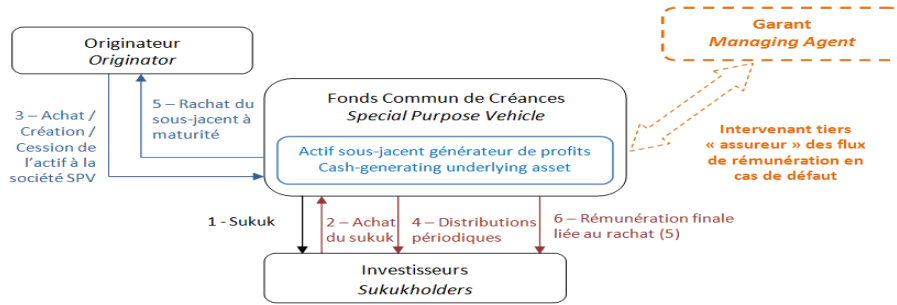 Originateur
Originator
Garant
Managing Agent
3 – Achat /
Création /
Cession de
l’actif à la
société SPV
5 – Rachat du
sous-jacent à
maturité
Fonds Commun de Créances
Special Purpose Vehicle
Actif sous-jacent générateur de profits
Cash-generating underlying asset
Intervenant tiers
« assureur » des flux
de rémunération en
cas de défaut
1 - Sukuk
2 – Achat
du sukuk
4 – Distributions
périodiques
6 – Rémunération finale
liée au rachat (5)
Investisseurs
Sukukholders